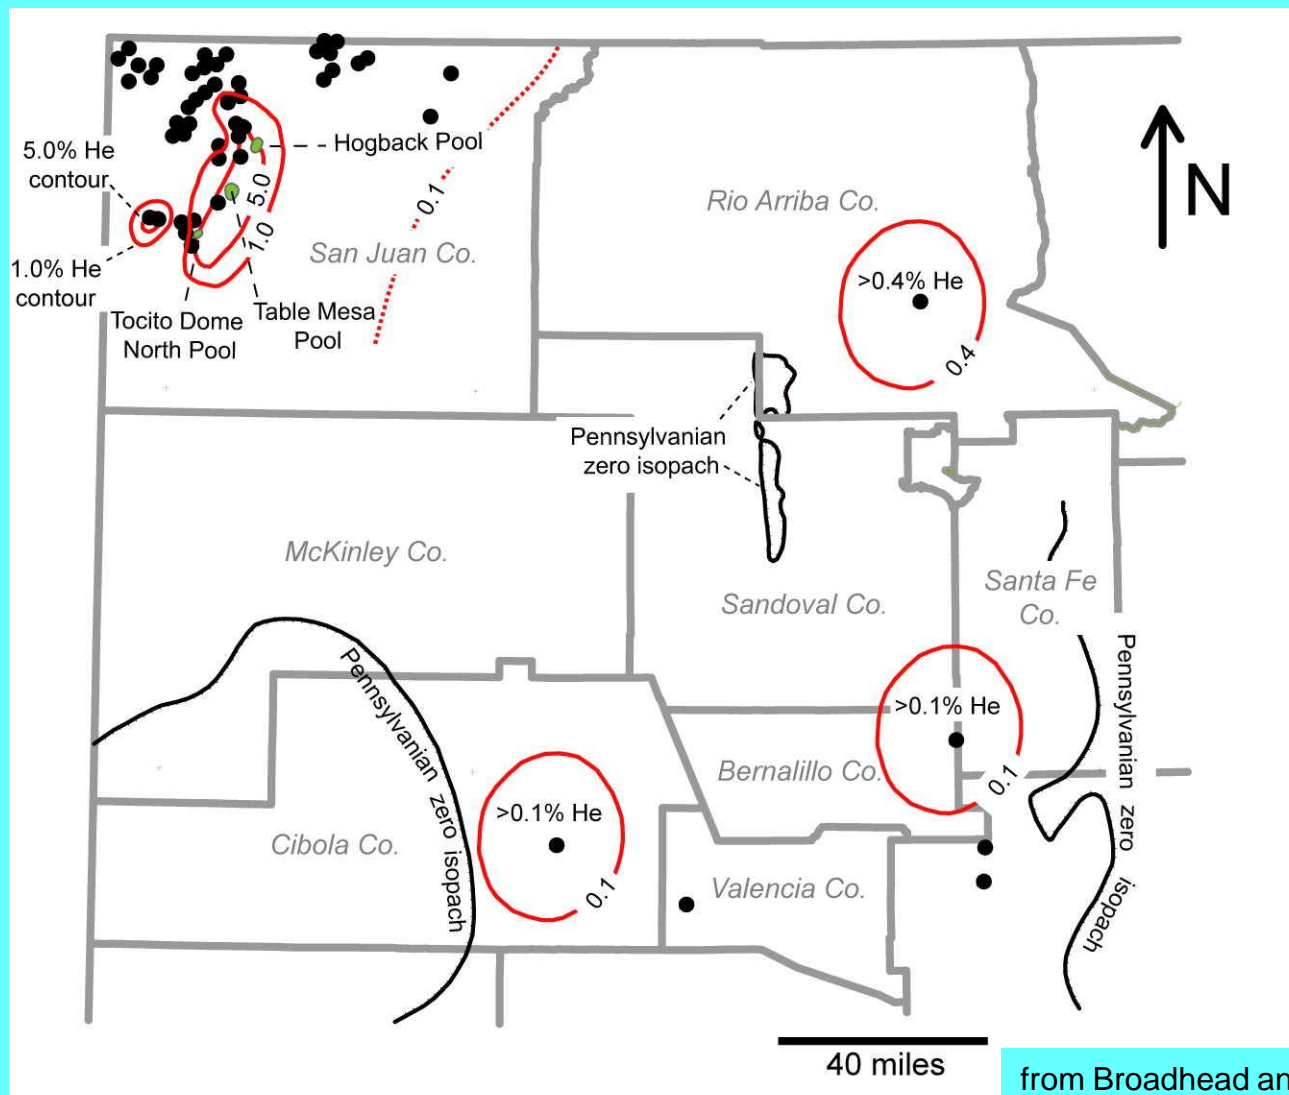 Hogback Pool
5.0% He
contour
5.0
1.0
0.1
1.0% He
contour
San Juan Co.
Tocito Dome
North Pool
Table Mesa
Pool
Rio Arriba Co.
>0.4% He
0.4
N
Pennsylvanian
zero isopach
McKinley Co.
Sandoval Co.
Santa Fe
Co.
Pennsylvanian zero isopach
>0.1% He
0.1
Bernalillo Co.
Pennsylvanian zero isopach
Cibola Co.
>0.1% He
0.1
Valencia Co.
40 miles
from Broadhead an